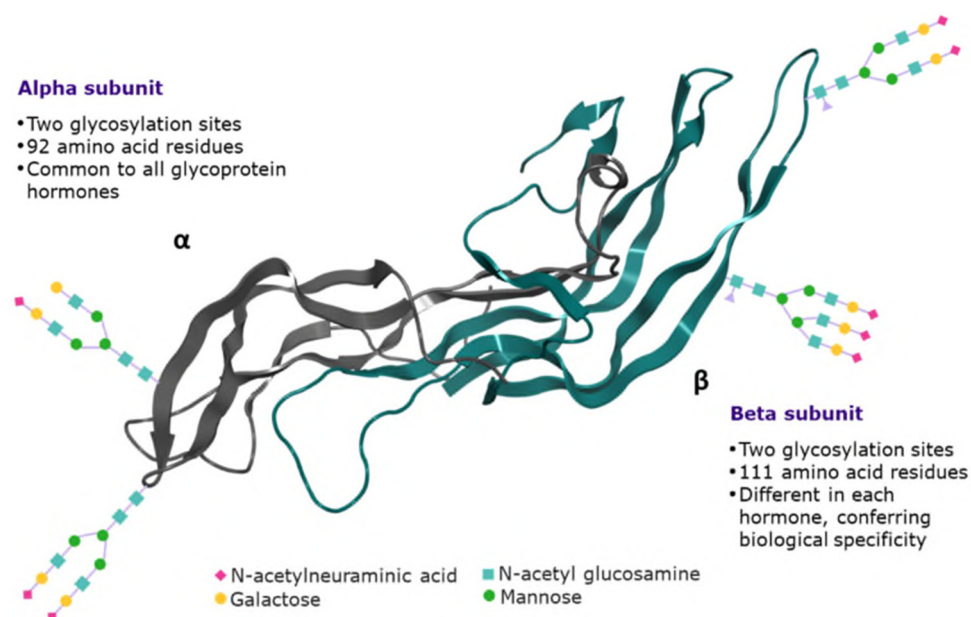 Alpha subunit
•Two glycosylation sites
•92 amino acid residues
•Common to all glycoprotein
hormones
α
β
Beta subunit
•Two glycosylation sites
•111 amino acid residues
•Different in each
hormone, conferring
biological specificity
N-acetylneuraminic acid
N-acetyl glucosamine
Galactose
Mannose